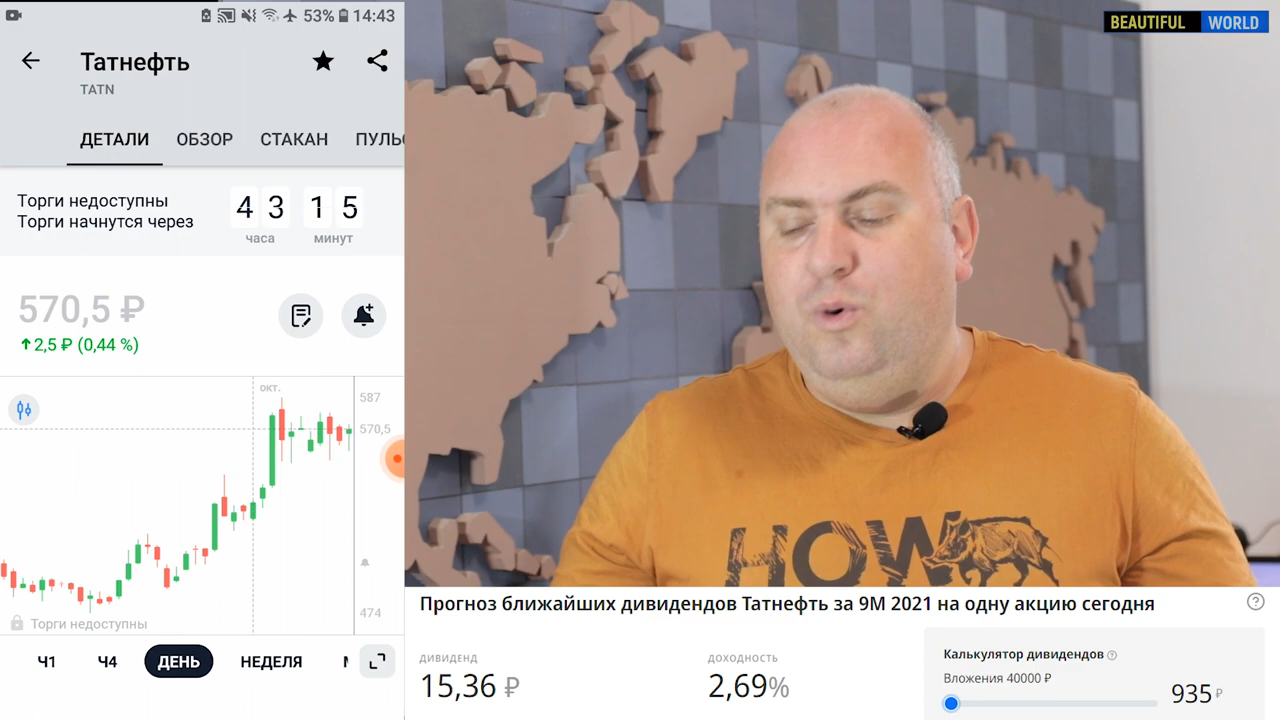 53% 14:43
Татнефть
TATN
ДЕТАЛИ ОБЗОР СТАКАН ПУЛЬС
Торги недоступны
Торги начнутся через
4 3 1 5
часа минут
570,5 ₽
2,5 ₽ (0,44 %)
окт.
587
570,5
474
Торги недоступны
Ч1 Ч4 ДЕНЬ НЕДЕЛЯ
BEAUTIFUL WORLD
HOW
Прогноз ближайших дивидендов Татнефть за 9М 2021 на одну акцию сегодня
ДИВИДЕНД
15,36 ₽
ДОХОДНОСТЬ
2,69%
Калькулятор дивидендов
Вложения 40000 ₽
935 ₽